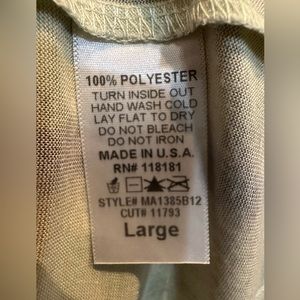 100% POLYESTER
TURN INSIDE OUT
HAND WASH COLD
LAY FLAT TO DRY
DO NOT BLEACH
DO NOT IRON
MADE IN U.S.A.
RN# 118181
STYLE# MA1385B12
CUT# 11793
Large